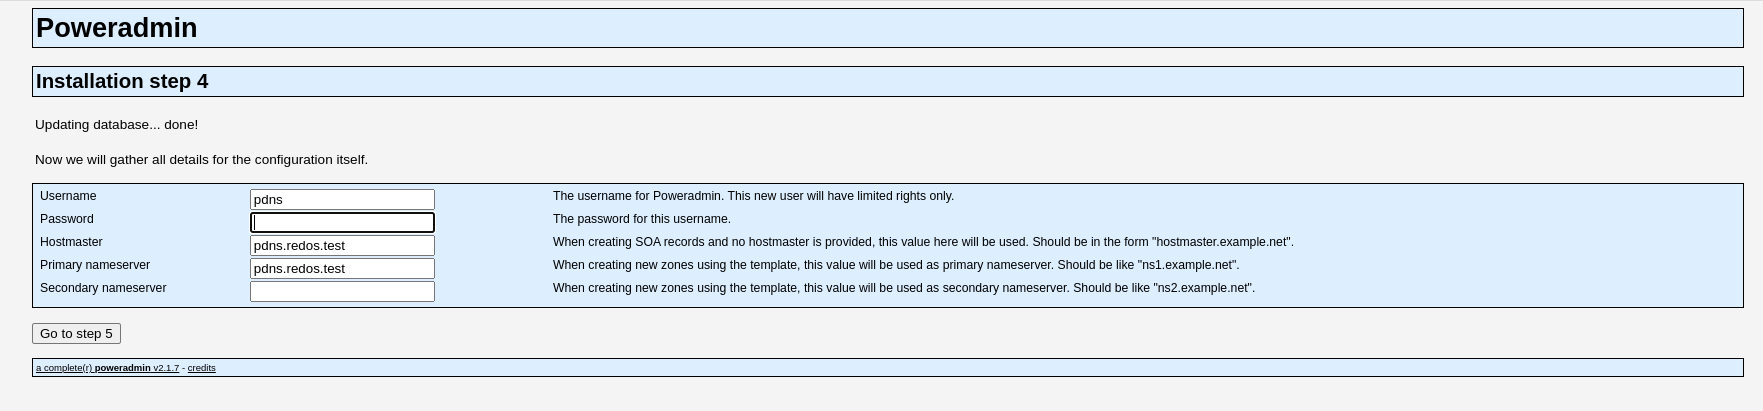 Poweradmin
Installation step 4
Updating database... done!
Now we will gather all details for the configuration itself.
Username pdns The username for Poweradmin. This new user will have limited rights only.
Password The password for this username.
Hostmaster pdns.redos.test When creating SOA records and no hostmaster is provided, this value here will be used. Should be in the form "hostmaster.example.net".
Primary nameserver pdns.redos.test When creating new zones using the template, this value will be used as primary nameserver. Should be like "ns1.example.net".
Secondary nameserver When creating new zones using the template, this value will be used as secondary nameserver. Should be like "ns2.example.net".
Go to step 5
a complete(r) poweradmin v2.1.7 - credits